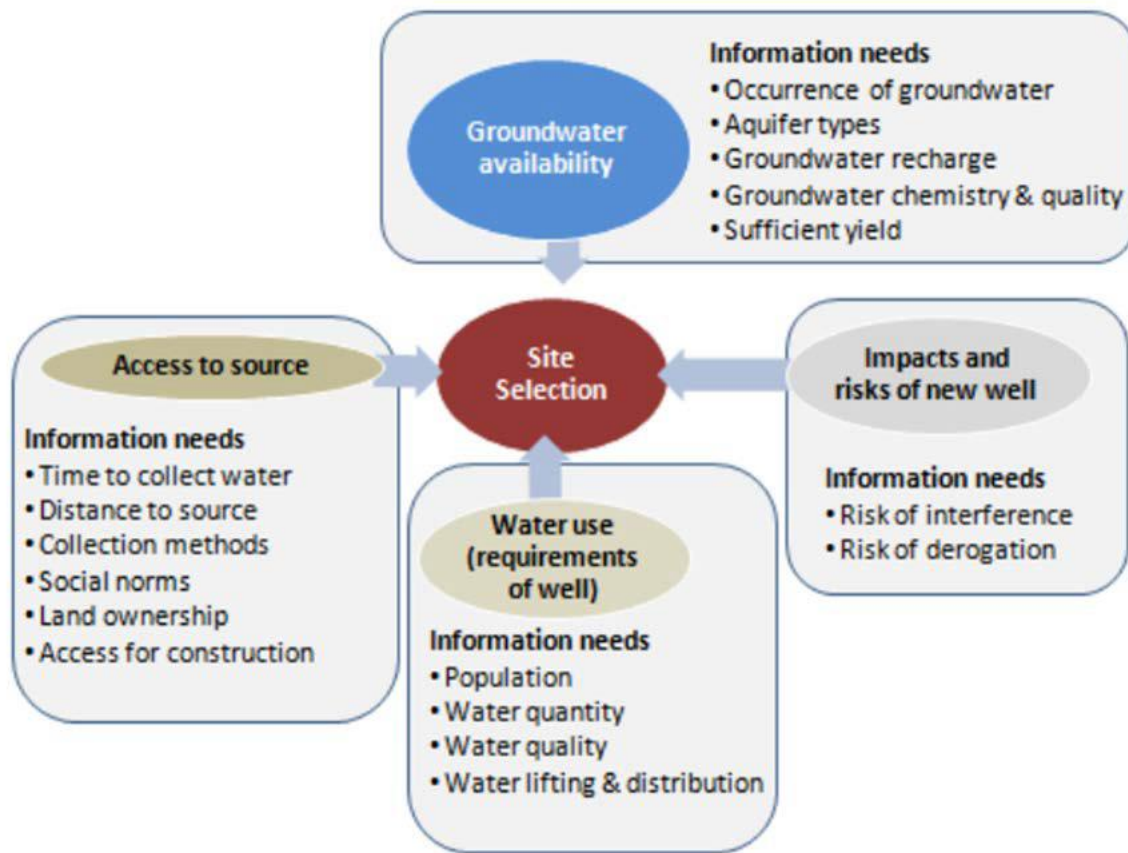 Groundwater
availability
Information needs
• Occurrence of groundwater
• Aquifer types
• Groundwater recharge
• Groundwater chemistry & quality
• Sufficient yield
Site
Selection
Access to source
Information needs
• Time to collect water
• Distance to source
• Collection methods
• Social norms
• Land ownership
• Access for construction
Water use
(requirements
of well)
Information needs
• Population
• Water quantity
• Water quality
• Water lifting & distribution
Impacts and
risks of new well
Information needs
• Risk of interference
• Risk of derogation